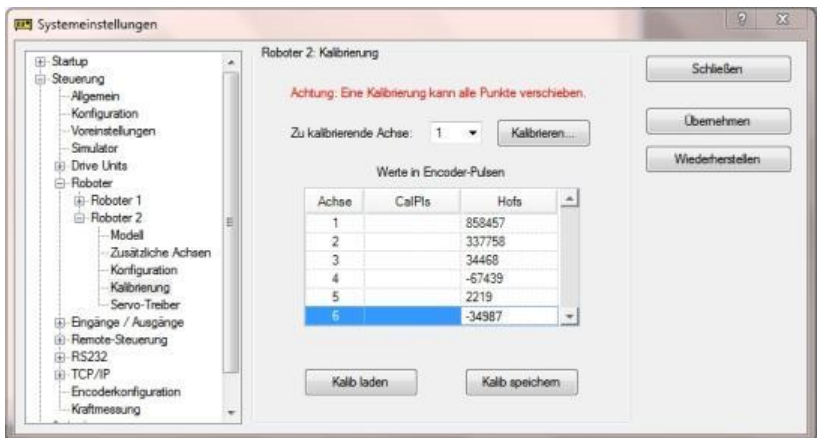 Systemeinstellungen
Startup
Steuerung
Allgemein
Konfiguration
Voreinstellungen
Simulator
Drive Units
Roboter
Roboter 1
Roboter 2
Modell
Zusätzliche Achsen
Konfiguration
Kalibrierung
Servo-Treiber
Eingänge / Ausgänge
Remote-Steuerung
RS232
TCP/IP
Encoderkonfiguration
Kraftmessung
Roboter 2: Kalibrierung
Achtung: Eine Kalibrierung kann alle Punkte verschieben.
Zu kalibrierende Achse: 1 Kalibrieren...
Werte in Encoder-Pulsen
Achse CalPls Hofs
1 858457
2 337758
3 34468
4 -67439
5 2219
6 -34987
Kalib laden Kalib speichern
Schließen
Übernehmen
Wiederherstellen